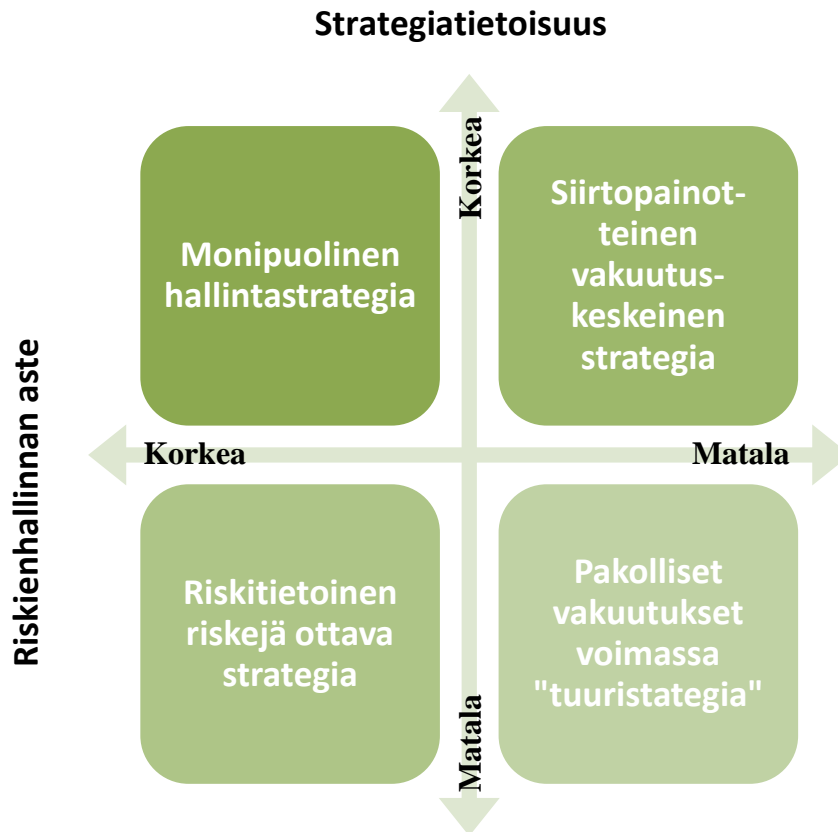 Strategiatietoisuus
Korkea
Monipuolinen
hallintastrategia
Siirtopainot-
teinen
vakuutus-
keskeinen
strategia
Riskienhallinnan aste
Korkea
Matala
Riskitietoinen
riskejä ottava
strategia
Pakolliset
vakuutukset
voimassa
"tuuristategia"
Matala